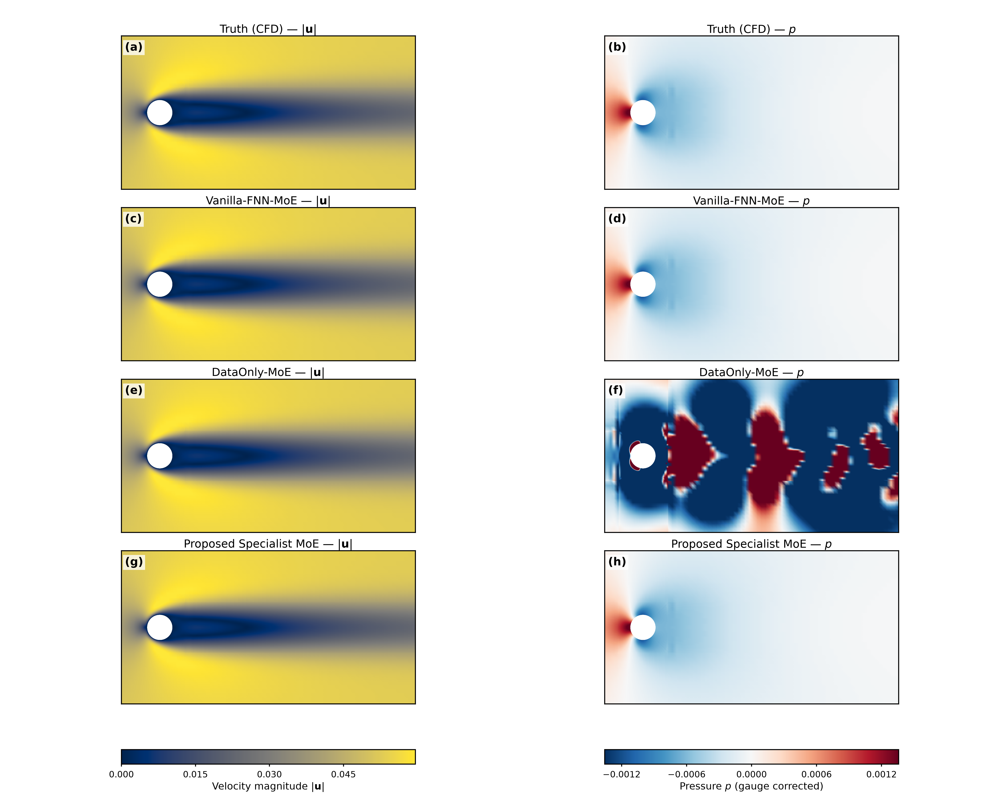 Truth (CFD) — |u|
(a)
Truth (CFD) — p
(b)
Vanilla-FNN-MoE — |u|
(c)
Vanilla-FNN-MoE — p
(d)
DataOnly-MoE — |u|
(e)
DataOnly-MoE — p
(f)
Proposed Specialist MoE — |u|
(g)
Proposed Specialist MoE — p
(h)
0.000 0.015 0.030 0.045
Velocity magnitude |u|
−0.0012 −0.0006 0.0000 0.0006 0.0012
Pressure p (gauge corrected)